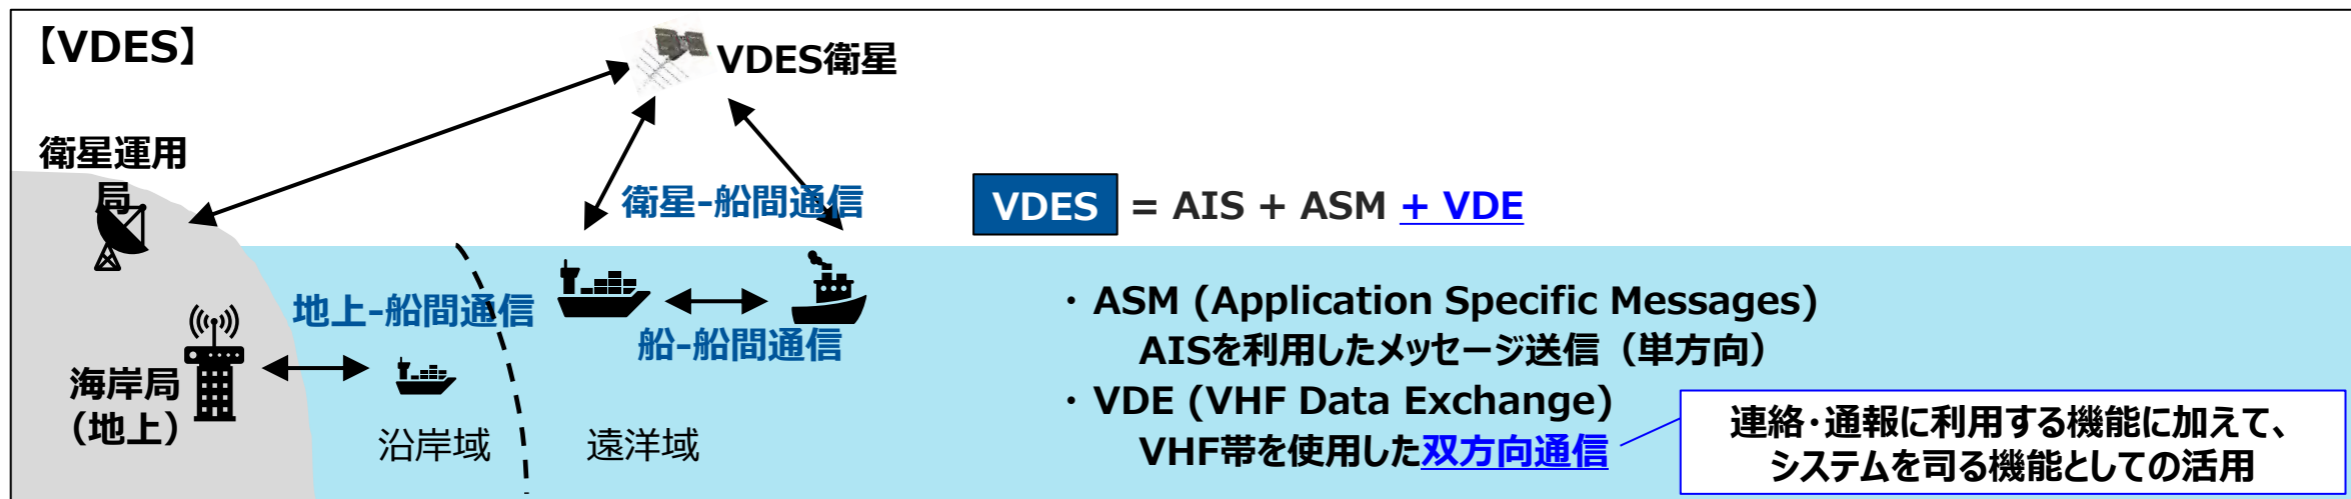 【VDES】
VDES衛星
衛星運用
局
衛星-船間通信
VDES = AIS + ASM + VDE
地上-船間通信
船-船間通信
海岸局
（地上）
沿岸域
遠洋域
・ASM (Application Specific Messages)
AISを利用したメッセージ送信（単方向）
・VDE (VHF Data Exchange)
VHF帯を使用した双方向通信
連絡・通報に利用する機能に加えて、
システムを司る機能としての活用